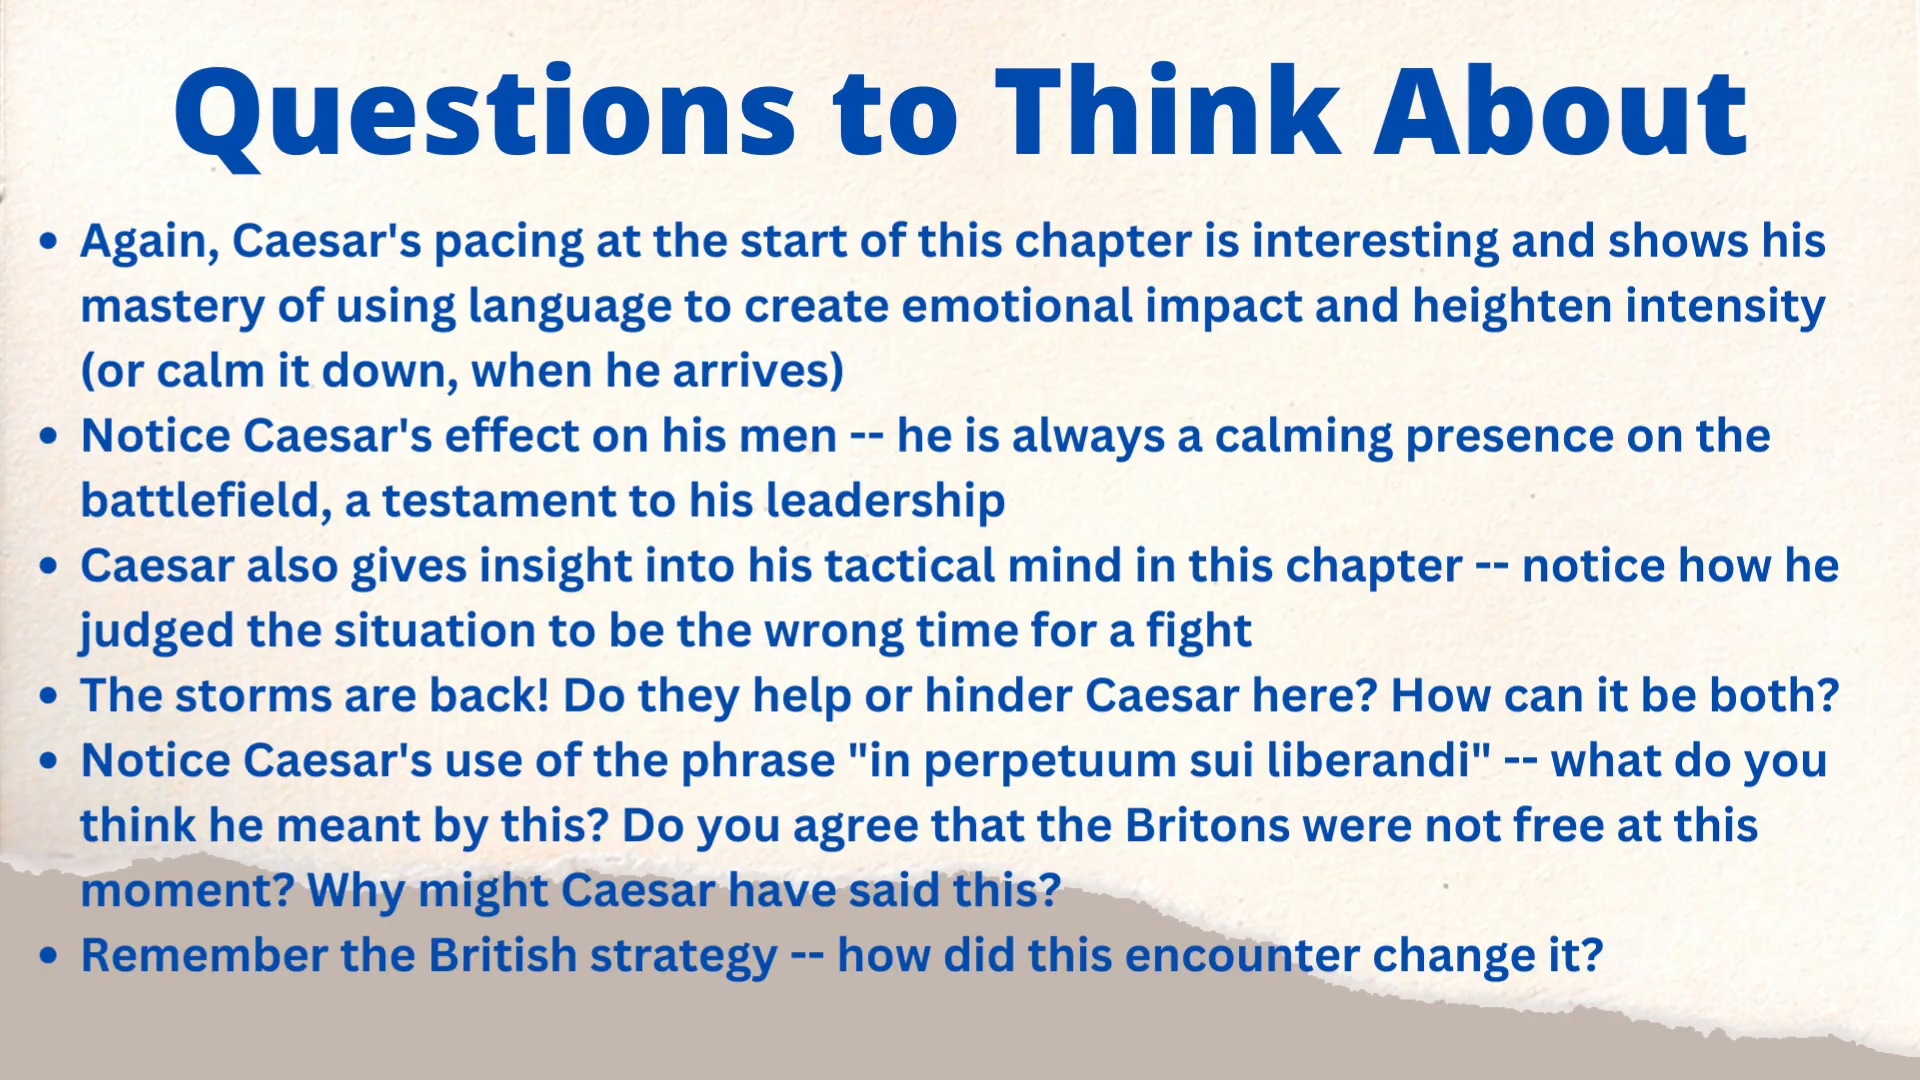 Questions to Think About
• Again, Caesar's pacing at the start of this chapter is interesting and shows his
mastery of using language to create emotional impact and heighten intensity
(or calm it down, when he arrives)
• Notice Caesar's effect on his men -- he is always a calming presence on the
battlefield, a testament to his leadership
• Caesar also gives insight into his tactical mind in this chapter -- notice how he
judged the situation to be the wrong time for a fight
• The storms are back! Do they help or hinder Caesar here? How can it be both?
• Notice Caesar's use of the phrase "in perpetuum sui liberandi" -- what do you
think he meant by this? Do you agree that the Britons were not free at this
moment? Why might Caesar have said this?
• Remember the British strategy -- how did this encounter change it?